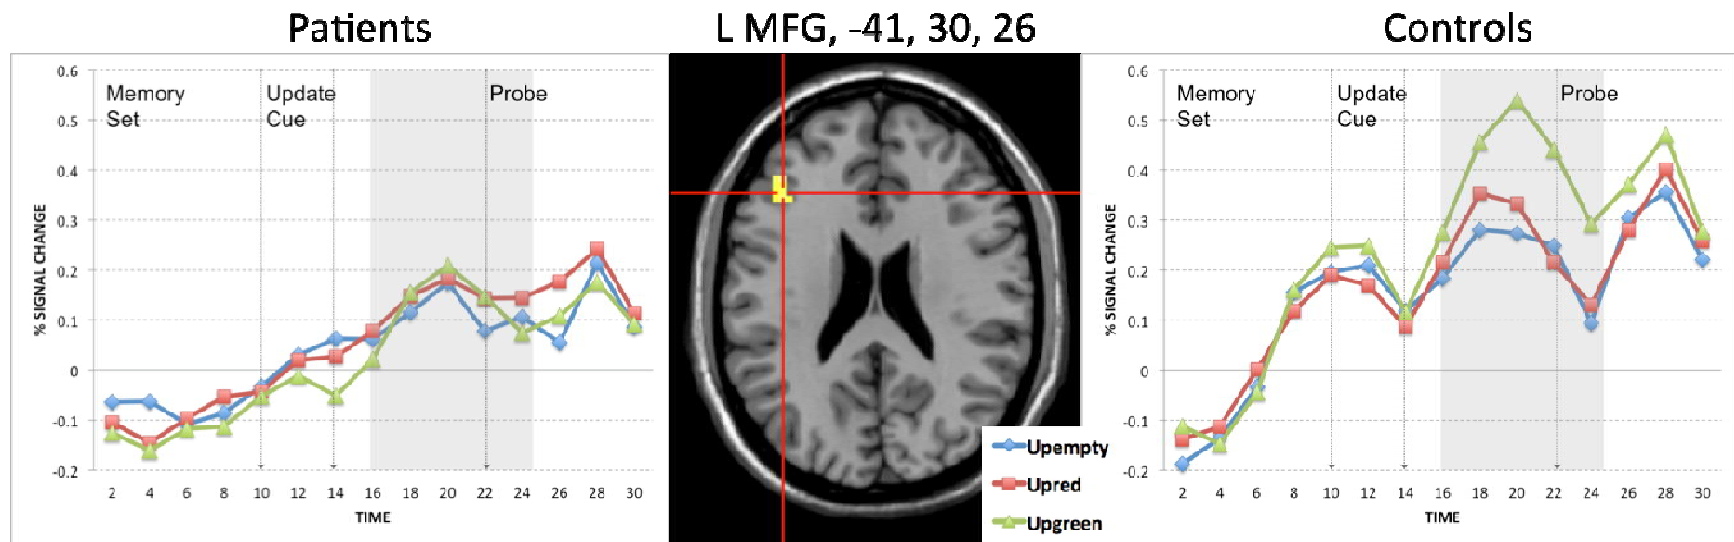 Patients
L MFG, -41, 30, 26
Controls
0.6
0.5
0.4
0.3
0.2
0.1
0
-0.1
-0.2
% SIGNAL CHANGE
Memory
Set
Update
Cue
Probe
2 4 6 8 10 12 14 16 18 20 22 24 26 28 30
TIME
Upempty
Upred
Upgreen
0.6
0.5
0.4
0.3
0.2
0.1
0
-0.1
-0.2
% SIGNAL CHANGE
Memory
Set
Update
Cue
Probe
2 4 6 8 10 12 14 16 18 20 22 24 26 28 30
TIME